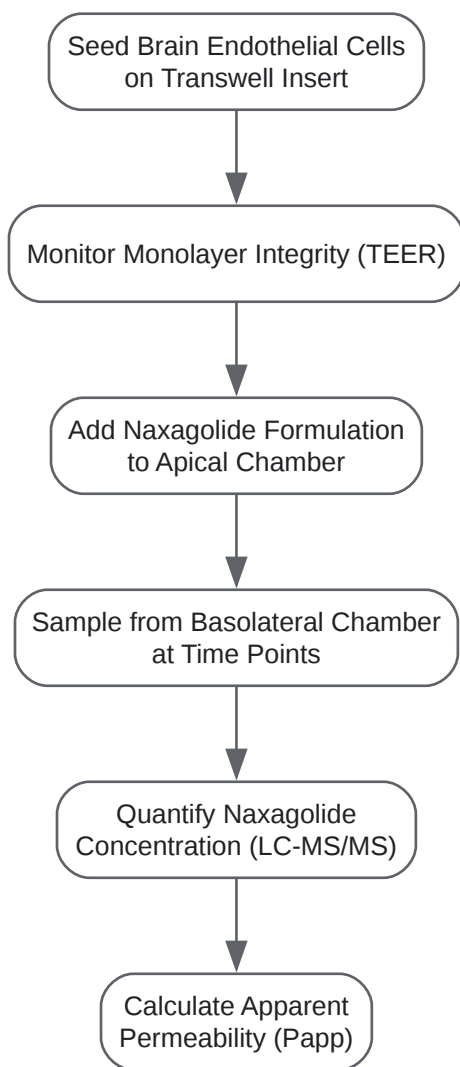 Seed Brain Endothelial Cells
on Transwell Insert
Monitor Monolayer Integrity (TEER)
Add Naxagolide Formulation
to Apical Chamber
Sample from Basolateral Chamber
at Time Points
Quantify Naxagolide
Concentration (LC-MS/MS)
Calculate Apparent
Permeability (Papp)